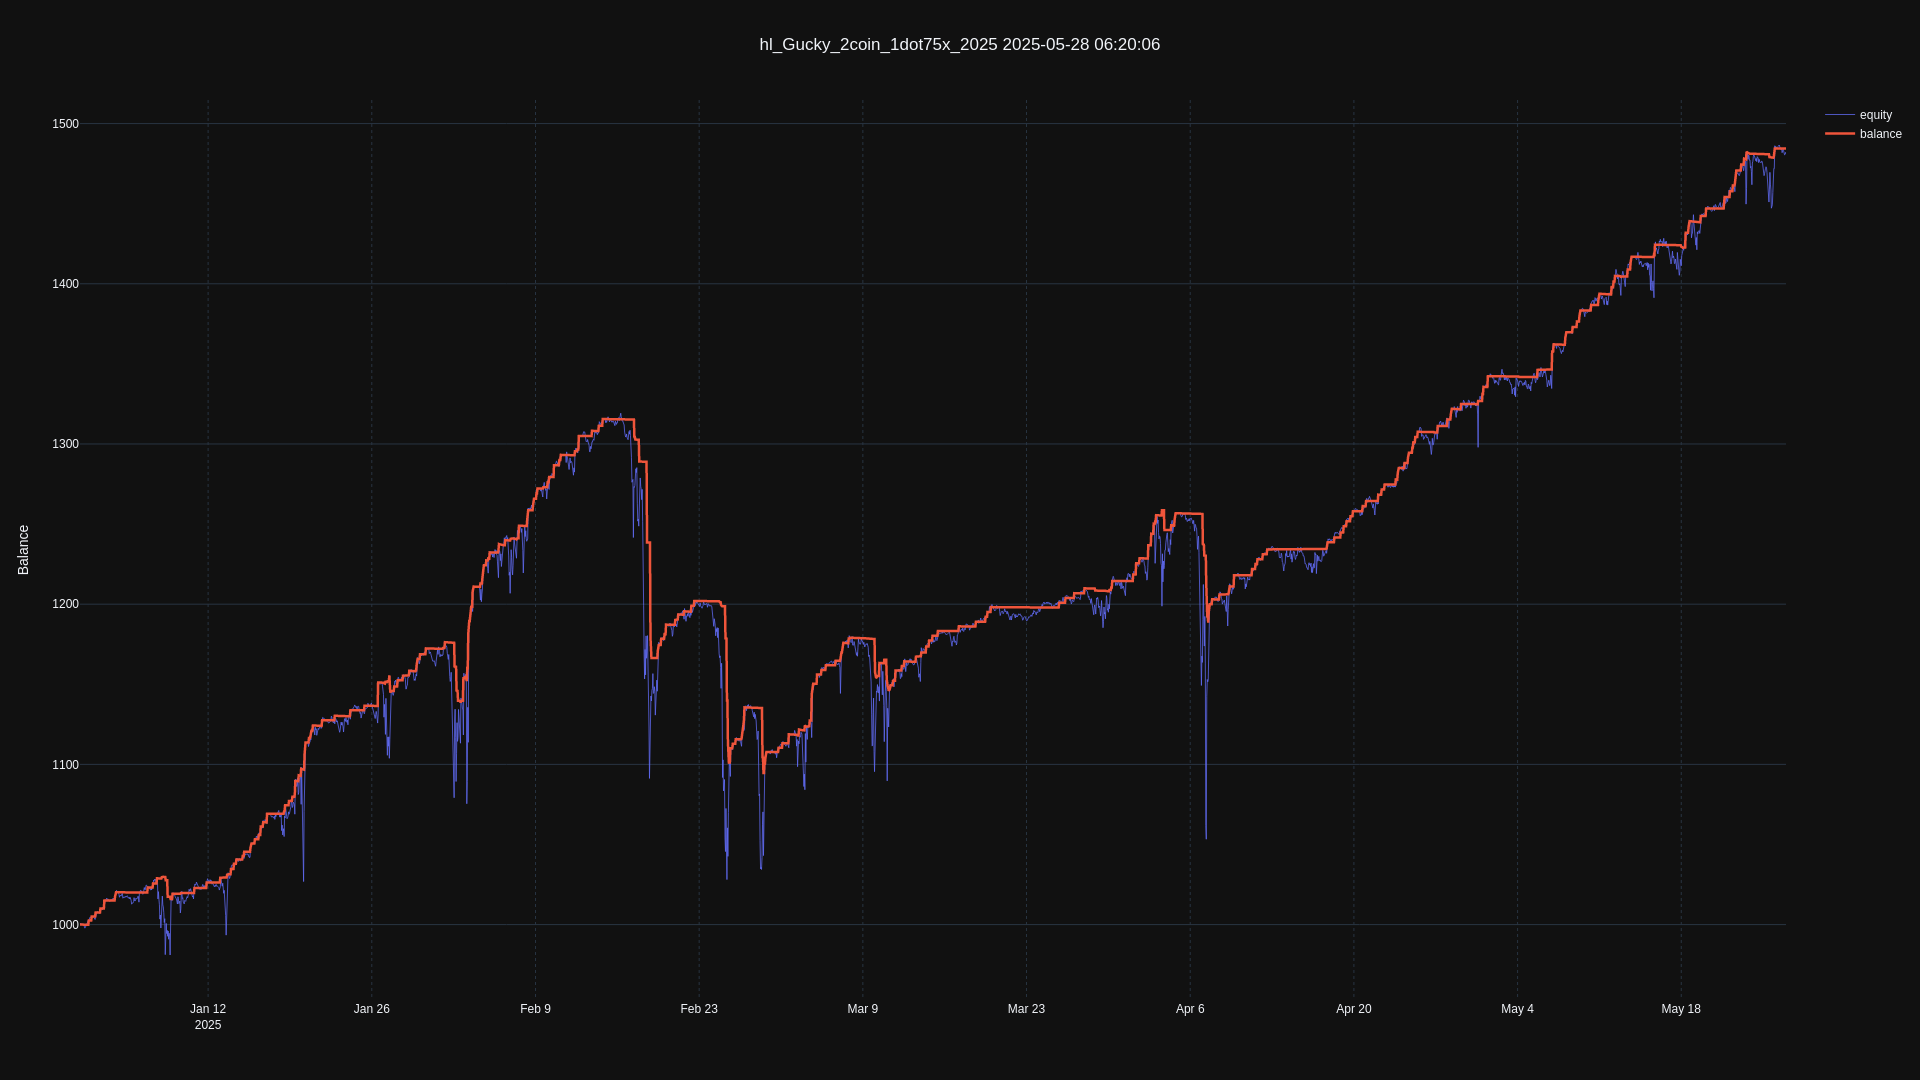 hl_Gucky_2coin_1dot75x_2025 2025-05-28 06:20:06
equity
balance
Balance
1500
1400
1300
1200
1100
1000
Jan 12
2025
Jan 26
Feb 9
Feb 23
Mar 9
Mar 23
Apr 6
Apr 20
May 4
May 18